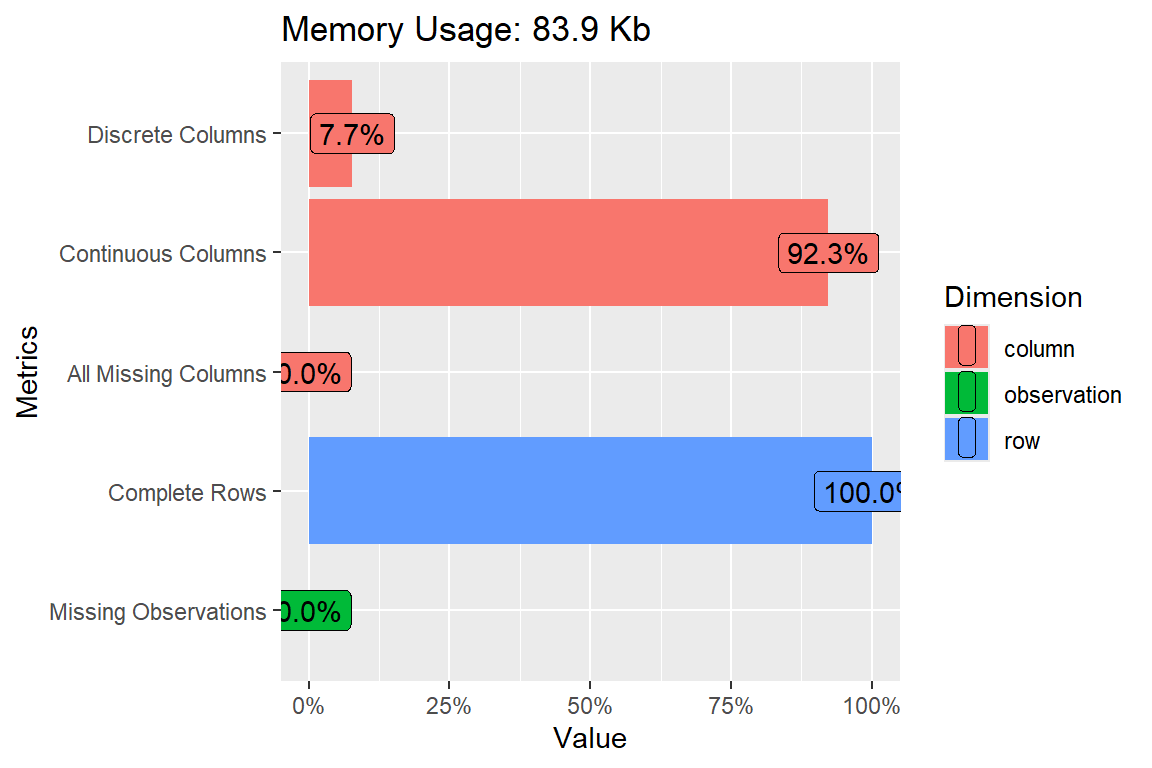 Memory Usage: 83.9 Kb
Discrete Columns
7.7%
Continuous Columns
92.3%
All Missing Columns
0.0%
Complete Rows
100.0%
Missing Observations
0.0%
0%
25%
50%
75%
100%
Value
Metrics
Dimension
column
observation
row